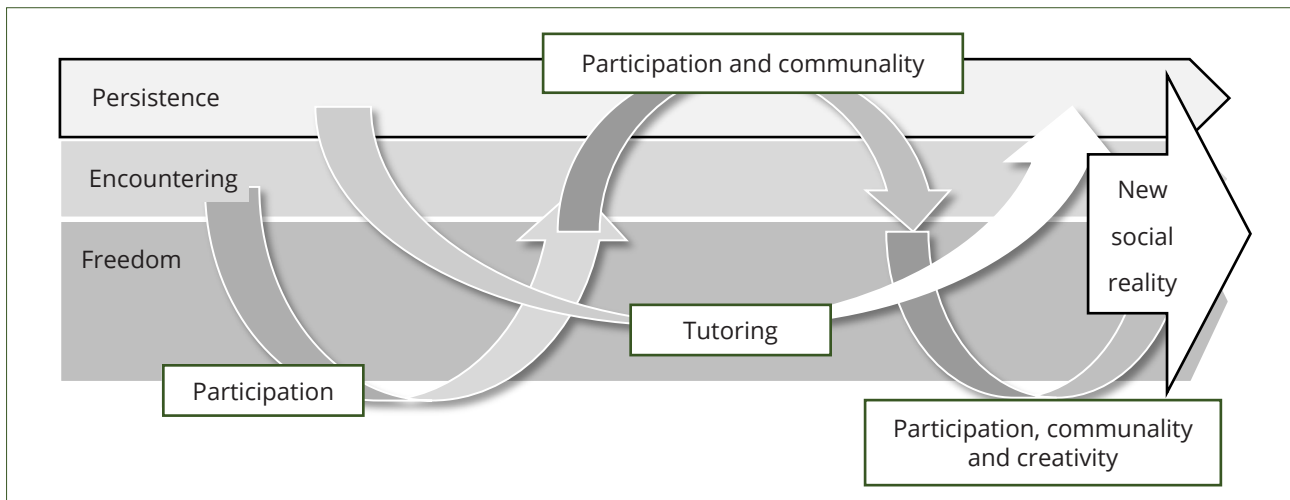 Participation and communality
Persistence
Encountering
Freedom
New
social
reality
Tutoring
Participation
Participation, communality
and creativity